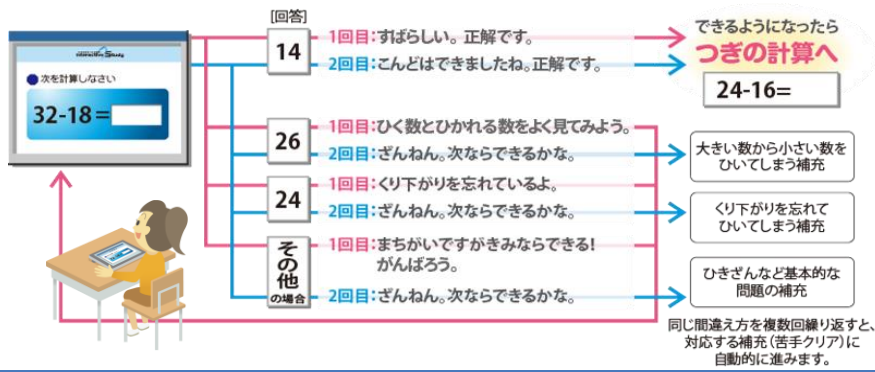 [回答]
Interactive Study
●次を計算しなさい
32-18=
14
1回目:すばらしい。正解です。
2回目:こんどはできましたね。正解です。
できるようになったら
つぎの計算へ
24-16=
26
1回目:ひく数とひかれる数をよく見てみよう。
2回目:ざんねん。次ならできるかな。
大きい数から小さい数を
ひいてしまう補充
24
1回目:くり下がりを忘れているよ。
2回目:ざんねん。次ならできるかな。
くり下がりを忘れて
ひいてしまう補充
その他
の場合
1回目:まちがいですがきみならできる!
がんばろう。
2回目:ざんねん。次ならできるかな。
ひきざんなど基本的な
問題の補充
同じ間違え方を複数回繰り返すと、
対応する補充(苦手クリア)に
自動的に進みます。